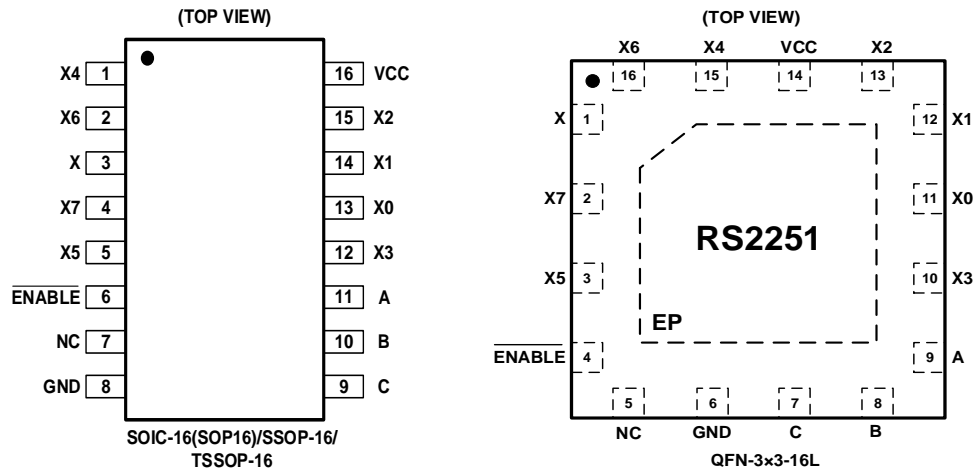 (TOP VIEW)
X4 1
X6 2
X 3
X7 4
X5 5
ENABLE 6
NC 7
GND 8
16 VCC
15 X2
14 X1
13 X0
12 X3
11 A
10 B
9 C
SOIC-16(SOP16)/SSOP-16/
TSSOP-16
(TOP VIEW)
X6 X4 VCC X2
16 15 14 13
X 1
X7 2
X5 3
ENABLE 4
12 X1
11 X0
10 X3
9 A
RS2251
EP
5 6 7 8
NC GND C B
QFN-3×3-16L